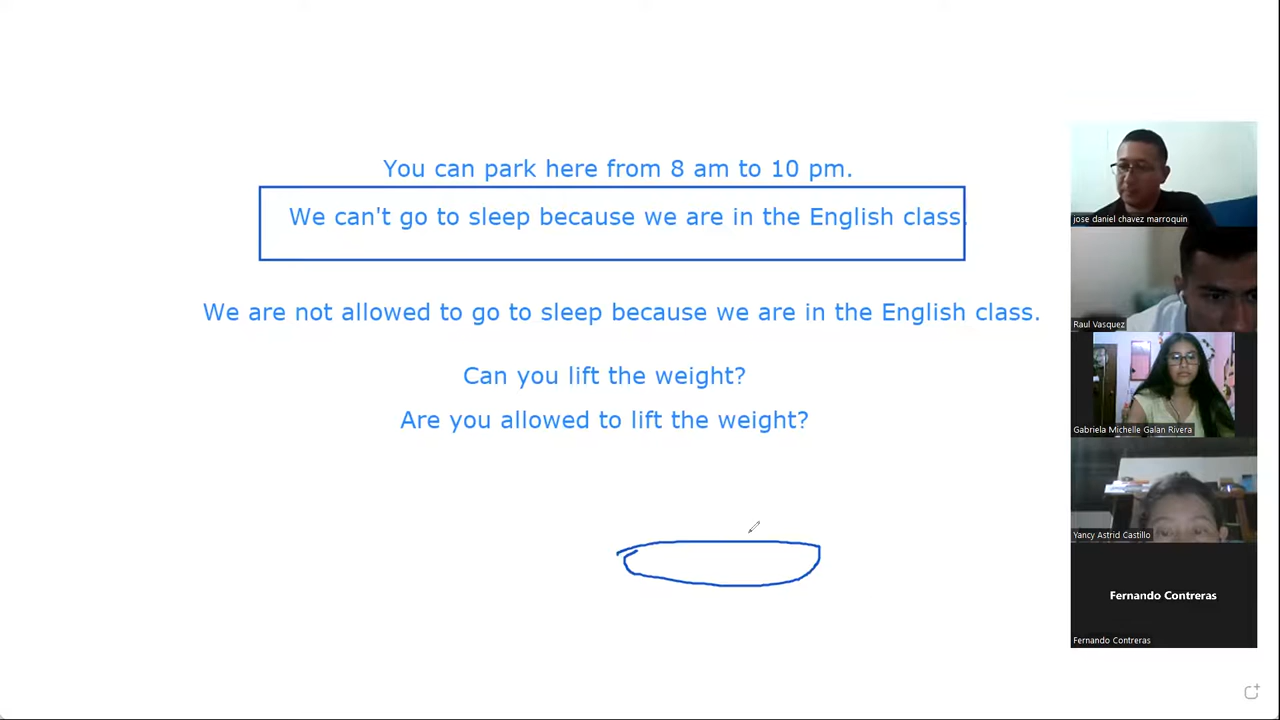 You can park here from 8 am to 10 pm.
We can't go to sleep because we are in the English class.
We are not allowed to go to sleep because we are in the English class.
Can you lift the weight?
Are you allowed to lift the weight?
jose daniel chavez marroquin
Raul Vasquez
Gabriela Michelle Galan Rivera
Yancy Astrid Castillo
Fernando Contreras
Fernando Contreras